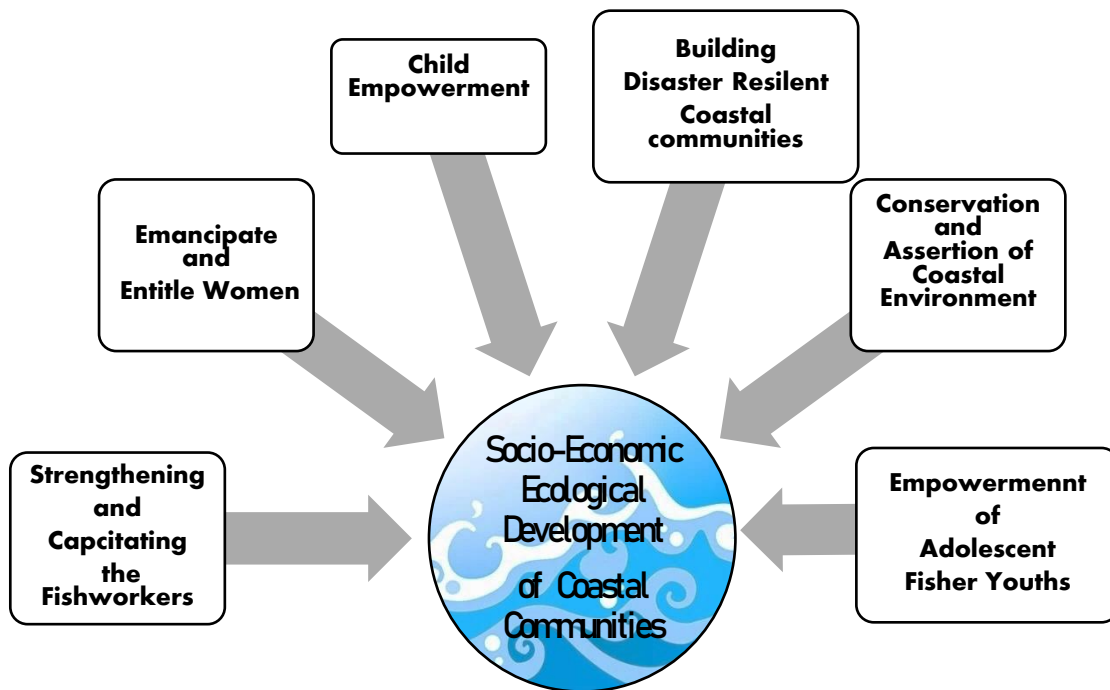 Child
Empowerment
Building
Disaster Resilent
Coastal
communities
Emancipate
and
Entitle Women
Conservation
and
Assertion of
Coastal
Environment
Strengthening
and
Capcitating
the
Fishworkers
Socio-Economic
Ecological
Development
of Coastal
Communities
Empowermennt
of
Adolescent
Fisher Youths